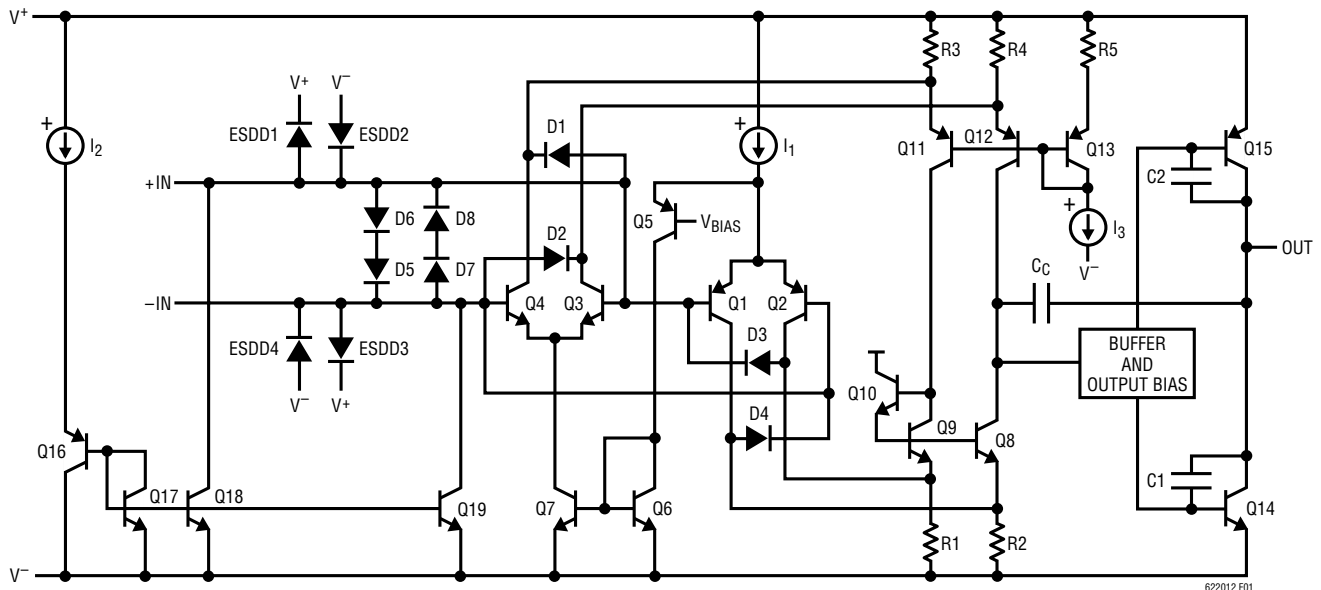 V+
R3
R4
R5
V+
V−
+
I2
ESDD1
ESDD2
D1
+
I1
Q11
Q12
Q13
Q15
C2
+IN
D6
D8
Q5
VBIAS
+
I3
D2
D5
D7
V−
OUT
CC
−IN
Q4
Q3
Q1
Q2
ESDD4
ESDD3
D3
BUFFER
AND
OUTPUT BIAS
V−
V+
Q10
D4
Q9
Q8
Q16
Q17
Q18
Q19
Q7
Q6
C1
Q14
R1
R2
V−
622012 F01